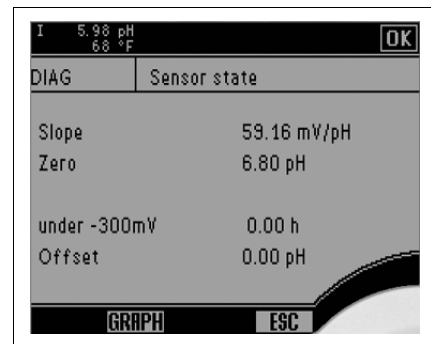 I 5.98 pH
68 °F
OK
DIAG Sensor state
Slope 59.16 mV/pH
Zero 6.80 pH
under -300mV 0.00 h
Offset 0.00 pH
GRAPH ESC